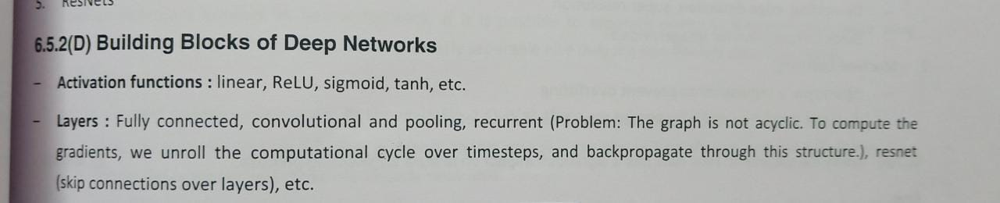 5. ResNets
6.5.2(D) Building Blocks of Deep Networks
- Activation functions : linear, ReLU, sigmoid, tanh, etc.
- Layers : Fully connected, convolutional and pooling, recurrent (Problem: The graph is not acyclic. To compute the
gradients, we unroll the computational cycle over timesteps, and backpropagate through this structure.), resnet
(skip connections over layers), etc.